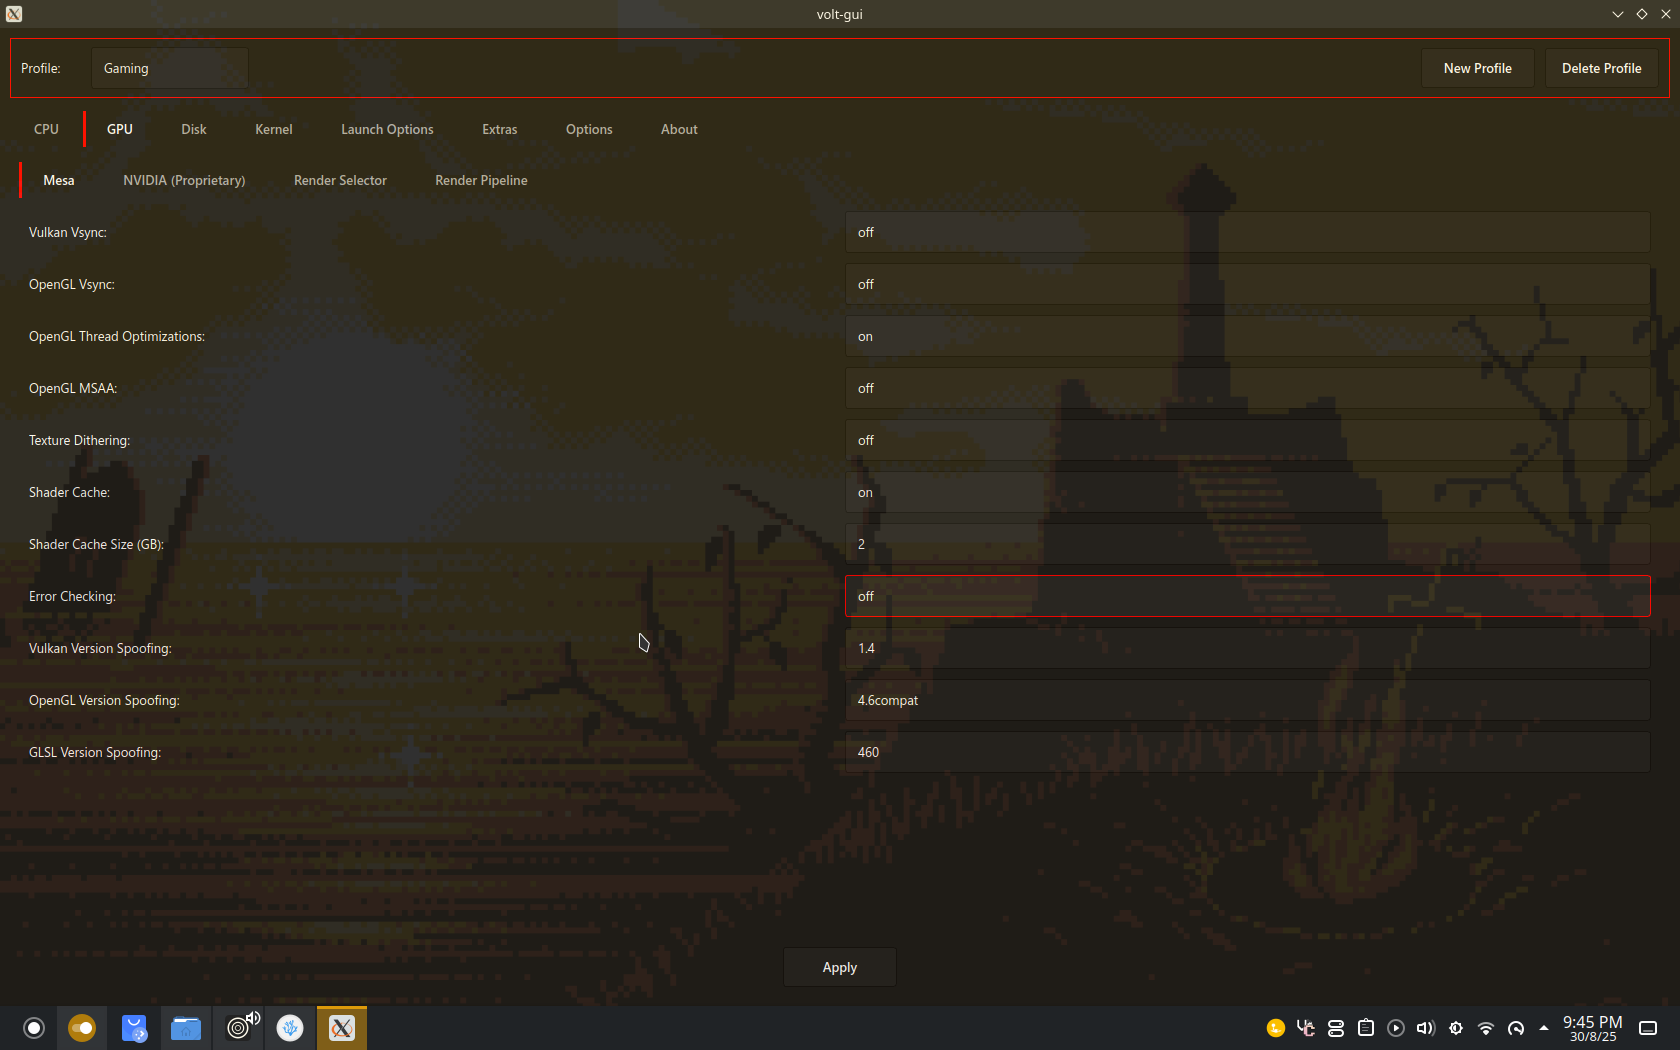 volt-gui
Profile: Gaming New Profile Delete Profile
CPU GPU Disk Kernel Launch Options Extras Options About
Mesa NVIDIA (Proprietary) Render Selector Render Pipeline
Vulkan Vsync: off
OpenGL Vsync: off
OpenGL Thread Optimizations: on
OpenGL MSAA: off
Texture Dithering: off
Shader Cache: on
Shader Cache Size (GB): 2
Error Checking: off
Vulkan Version Spoofing: 1.4
OpenGL Version Spoofing: 4.6compat
GLSL Version Spoofing: 460
Apply
9:45 PM
30/8/25